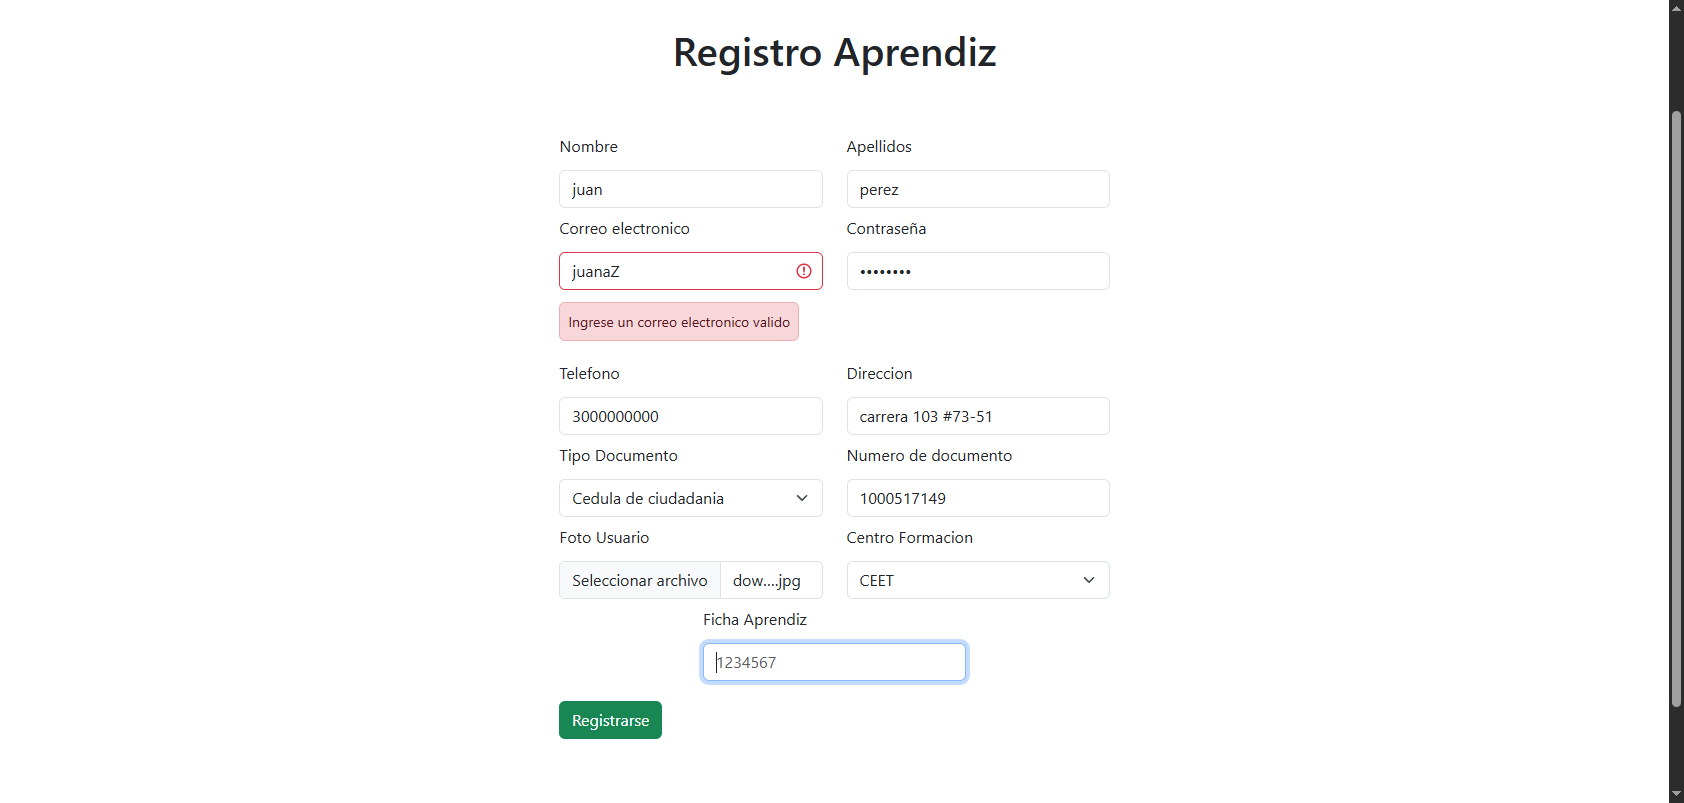 Registro Aprendiz
Nombre Apellidos
juan perez
Correo electronico Contraseña
juanaZ ••••••••
Ingrese un correo electronico valido
Telefono Direccion
3000000000 carrera 103 #73-51
Tipo Documento Numero de documento
Cedula de ciudadania 1000517149
Foto Usuario Centro Formacion
Seleccionar archivo dow....jpg CEET
Ficha Aprendiz
1234567
Registrarse